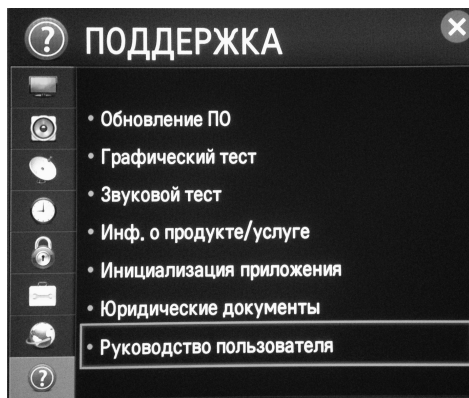 ПОДДЕРЖКА
• Обновление ПО
• Графический тест
• Звуковой тест
• Инф. о продукте/услуге
• Инициализация приложения
• Юридические документы
• Руководство пользователя